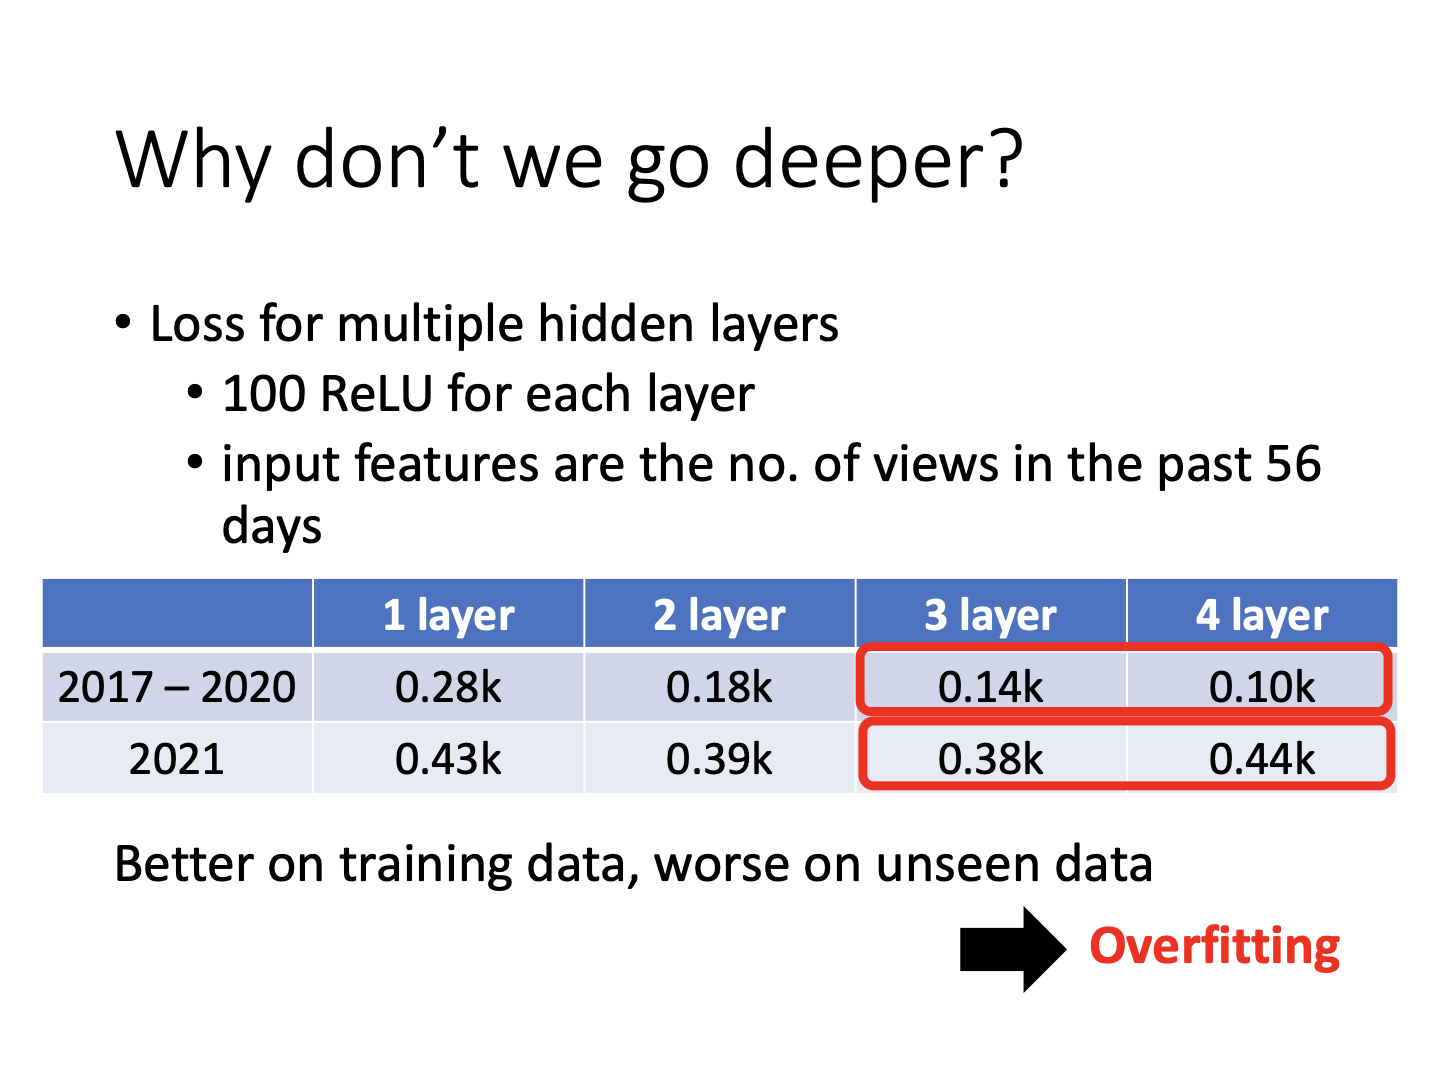 Why don’t we go deeper?
• Loss for multiple hidden layers
• 100 ReLU for each layer
• input features are the no. of views in the past 56
days
1 layer 2 layer 3 layer 4 layer
2017 – 2020 0.28k 0.18k 0.14k 0.10k
2021 0.43k 0.39k 0.38k 0.44k
Better on training data, worse on unseen data
Overfitting